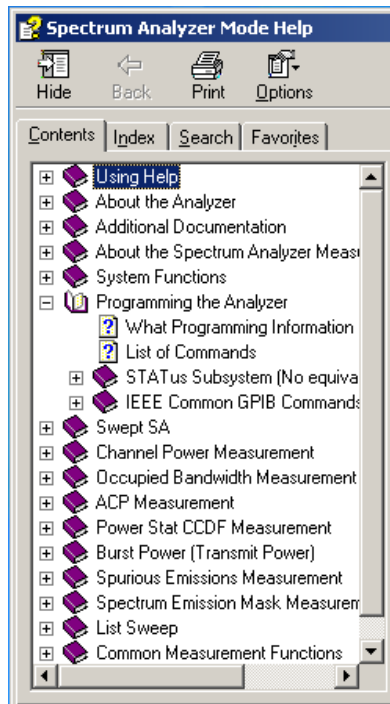 Spectrum Analyzer Mode Help
Hide Back Print Options
Contents Index Search Favorites
Using Help
About the Analyzer
Additional Documentation
About the Spectrum Analyzer Meas
System Functions
Programming the Analyzer
What Programming Information
List of Commands
STATus Subsystem (No equiva
IEEE Common GPIB Commands
Swept SA
Channel Power Measurement
Occupied Bandwidth Measurement
ACP Measurement
Power Stat CCDF Measurement
Burst Power (Transmit Power)
Spurious Emissions Measurement
Spectrum Emission Mask Measurem
List Sweep
Common Measurement Functions